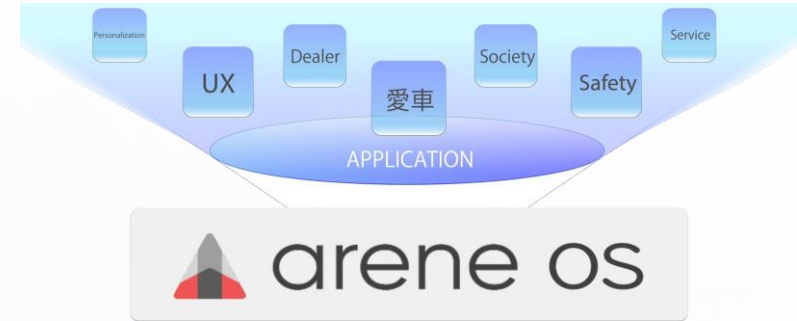 Personalization
UX
Dealer
愛車
Society
Safety
Service
APPLICATION
arene os